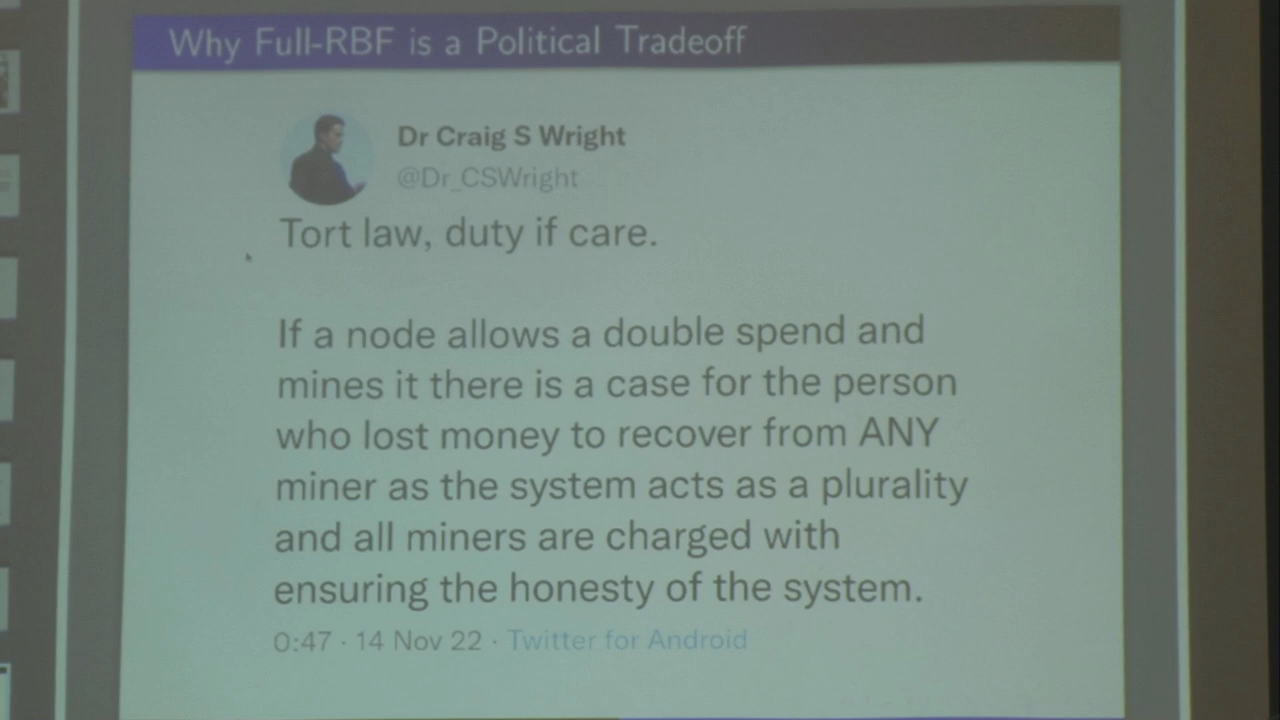 Why Full-RBF is a Political Tradeoff
Dr Craig S Wright
@Dr_CSWright
Tort law, duty if care.
If a node allows a double spend and
mines it there is a case for the person
who lost money to recover from ANY
miner as the system acts as a plurality
and all miners are charged with
ensuring the honesty of the system.
0:47 · 14 Nov 22 · Twitter for Android